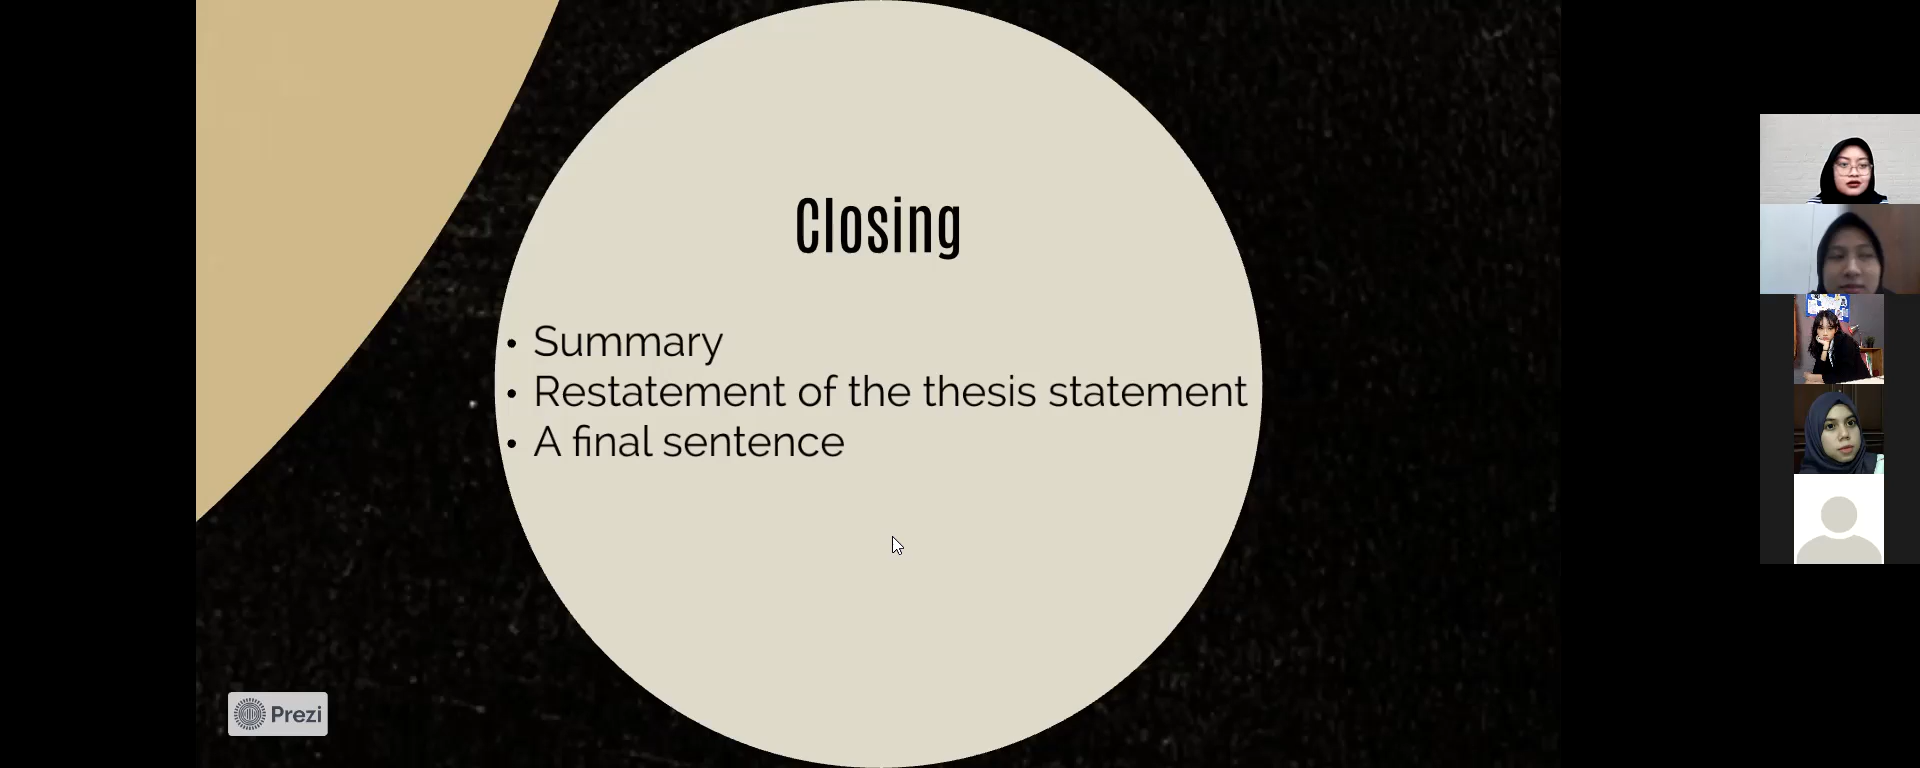 Closing
• Summary
• Restatement of the thesis statement
• A final sentence
Prezi